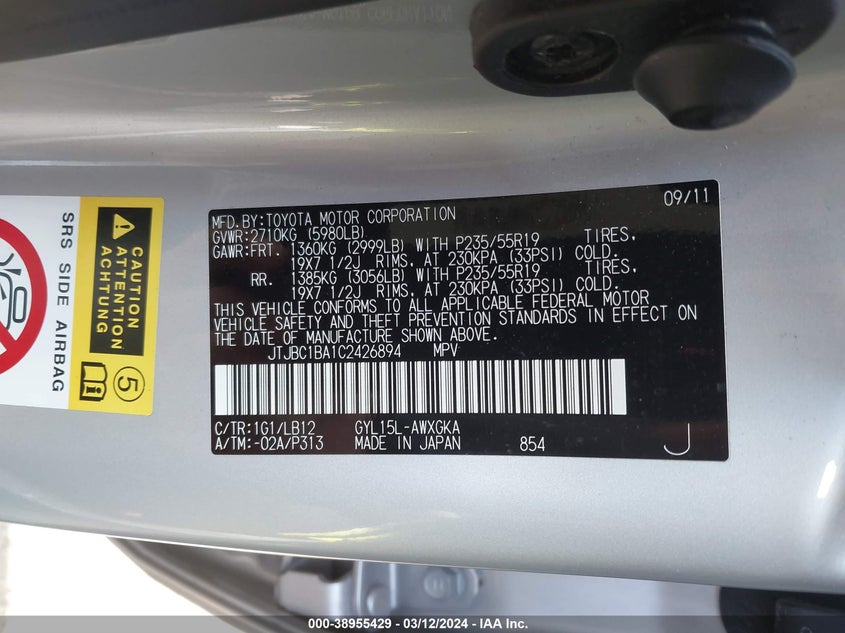 09/11
MFD.BY:TOYOTA MOTOR CORPORATION
GVWR:2710KG (5980LB)
GAWR:FRT. 1360KG (2999LB) WITH P235/55R19 TIRES,
19X7 1/2J RIMS, AT 230KPA (33PSI) COLD.
RR. 1385KG (3056LB) WITH P235/55R19 TIRES,
19X7 1/2J RIMS, AT 230KPA (33PSI) COLD.
THIS VEHICLE CONFORMS TO ALL APPLICABLE FEDERAL MOTOR
VEHICLE SAFETY AND THEFT PREVENTION STANDARDS IN EFFECT ON
THE DATE OF MANUFACTURE SHOWN ABOVE.
JTJBC1BA1C2426894 MPV
C/TR:1G1/LB12 GYL15L-AWXGKA
A/TM:-02A/P313 MADE IN JAPAN 854 J
SRS SIDE AIRBAG
CAUTION
ATTENTION
ACHTUNG
5
000-38955429 - 03/12/2024 - IAA Inc.